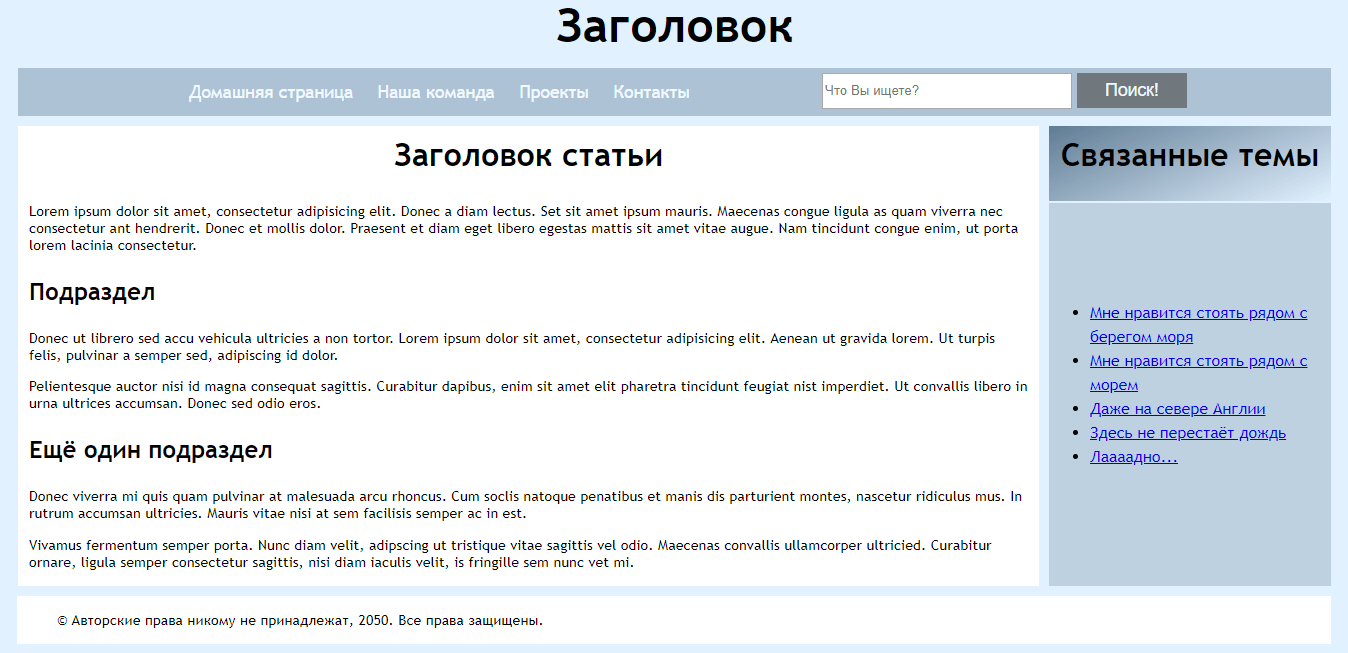 Заголовок
Домашняя страница Наша команда Проекты Контакты Что Вы ищете? Поиск!
Заголовок статьи
Lorem ipsum dolor sit amet, consectetur adipisicing elit. Donec a diam lectus. Set sit amet ipsum mauris. Maecenas congue ligula as quam viverra nec
consectetur ant hendrerit. Donec et mollis dolor. Praesent et diam eget libero egestas mattis sit amet vitae augue. Nam tincidunt congue enim, ut porta
lorem lacinia consectetur.
Подраздел
Donec ut librero sed accu vehicula ultricies a non tortor. Lorem ipsum dolor sit amet, consectetur adipisicing elit. Aenean ut gravida lorem. Ut turpis
felis, pulvinar a semper sed, adipiscing id dolor.
Pelientesque auctor nisi id magna consequat sagittis. Curabitur dapibus, enim sit amet elit pharetra tincidunt feugiat nist imperdiet. Ut convallis libero in
urna ultrices accumsan. Donec sed odio eros.
Ещё один подраздел
Donec viverra mi quis quam pulvinar at malesuada arcu rhoncus. Cum soclis natoque penatibus et manis dis parturient montes, nascetur ridiculus mus. In
rutrum accumsan ultricies. Mauris vitae nisi at sem facilisis semper ac in est.
Vivamus fermentum semper porta. Nunc diam velit, adipscing ut tristique vitae sagittis vel odio. Maecenas convallis ullamcorper ultricied. Curabitur
ornare, ligula semper consectetur sagittis, nisi diam iaculis velit, is fringille sem nunc vet mi.
Связанные темы
Мне нравится стоять рядом с
берегом моря
Мне нравится стоять рядом с
морем
Даже на севере Англии
Здесь не перестаёт дождь
Лаааадно...
© Авторские права никому не принадлежат, 2050. Все права защищены.